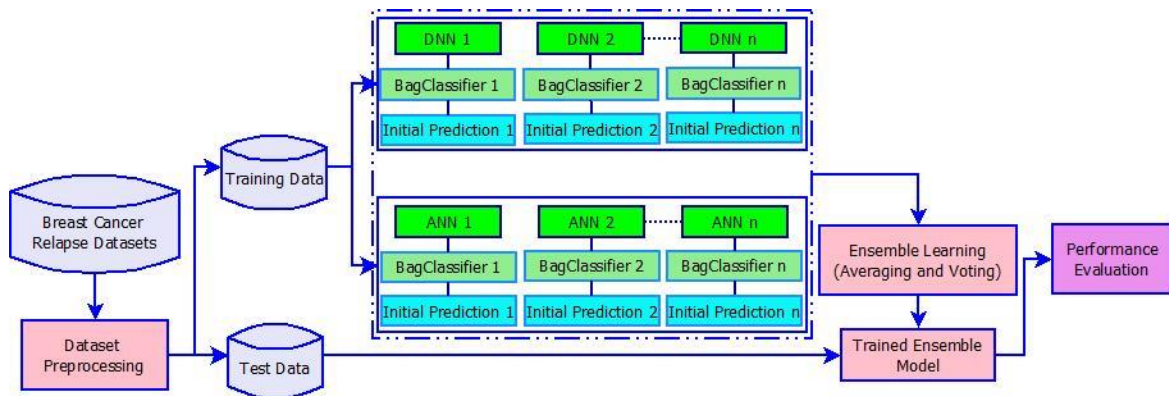 DNN 1
DNN 2
DNN n
BagClassifier 1
BagClassifier 2
BagClassifier n
Initial Prediction 1
Initial Prediction 2
Initial Prediction n
Training Data
Breast Cancer
Relapse Datasets
ANN 1
ANN 2
ANN n
BagClassifier 1
BagClassifier 2
BagClassifier n
Initial Prediction 1
Initial Prediction 2
Initial Prediction n
Ensemble Learning
(Averaging and Voting)
Performance
Evaluation
Dataset
Preprocessing
Test Data
Trained Ensemble
Model